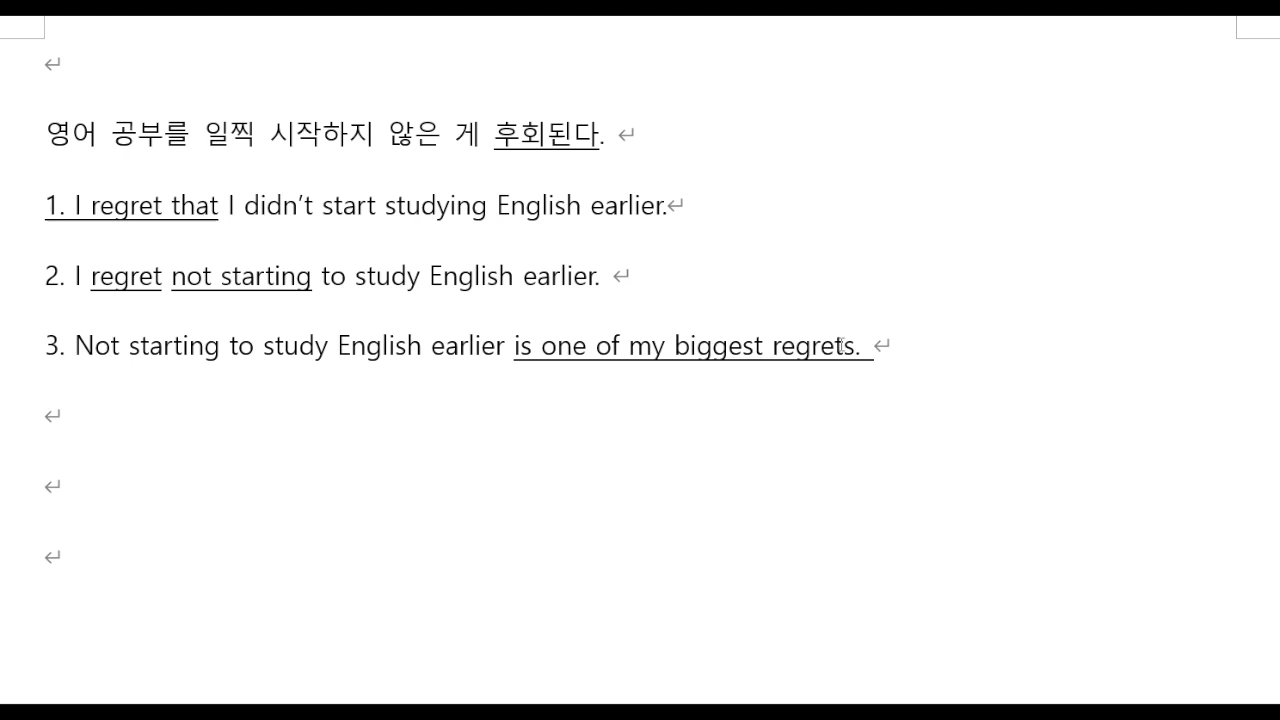 영어 공부를 일찍 시작하지 않은 게 후회된다.
1. I regret that I didn’t start studying English earlier.
2. I regret not starting to study English earlier.
3. Not starting to study English earlier is one of my biggest regrets.